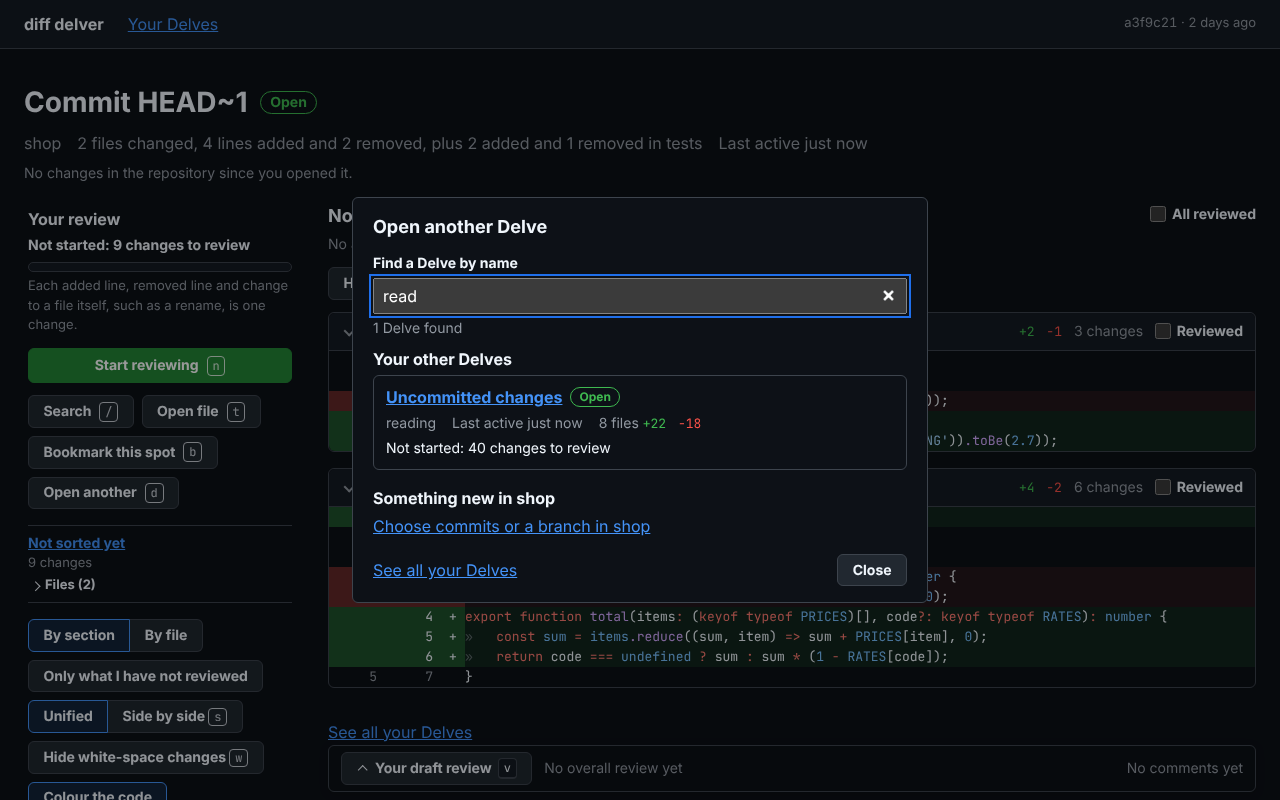 diff delver Your Delves a3f9c21 · 2 days ago
Commit HEAD~1 Open
shop 2 files changed, 4 lines added and 2 removed, plus 2 added and 1 removed in tests Last active just now
No changes in the repository since you opened it.
Your review
Not started: 9 changes to review
Each added line, removed line and change
to a file itself, such as a rename, is one
change.
Start reviewing n
Search / Open file t
Bookmark this spot b
Open another d
Not sorted yet
9 changes
Files (2)
By section By file
Only what I have not reviewed
Unified Side by side s
Hide white-space changes w
Colour the code
No
No
All reviewed
H
Open another Delve
Find a Delve by name
read ×
1 Delve found
Your other Delves
Uncommitted changes Open
reading Last active just now 8 files +22 -18
Not started: 40 changes to review
Something new in shop
Choose commits or a branch in shop
See all your Delves Close
+2 -1 3 changes Reviewed
));
NG')).toBe(2.7));
+4 -2 6 changes Reviewed
er {
0);
4 + export function total(items: (keyof typeof PRICES)[], code?: keyof typeof RATES): number {
5 + » const sum = items.reduce((sum, item) => sum + PRICES[item], 0);
6 + » return code === undefined ? sum : sum * (1 - RATES[code]);
5 7 }
See all your Delves
Your draft review v No overall review yet No comments yet